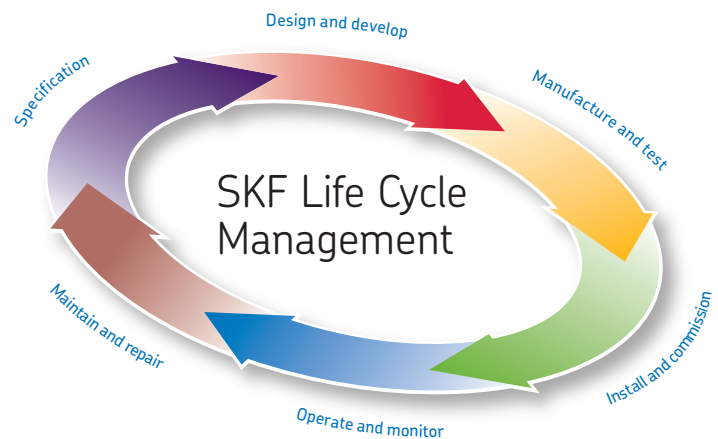 Design and develop
Specification
Manufacture and test
SKF Life Cycle
Management
Install and commission
Maintain and repair
Operate and monitor